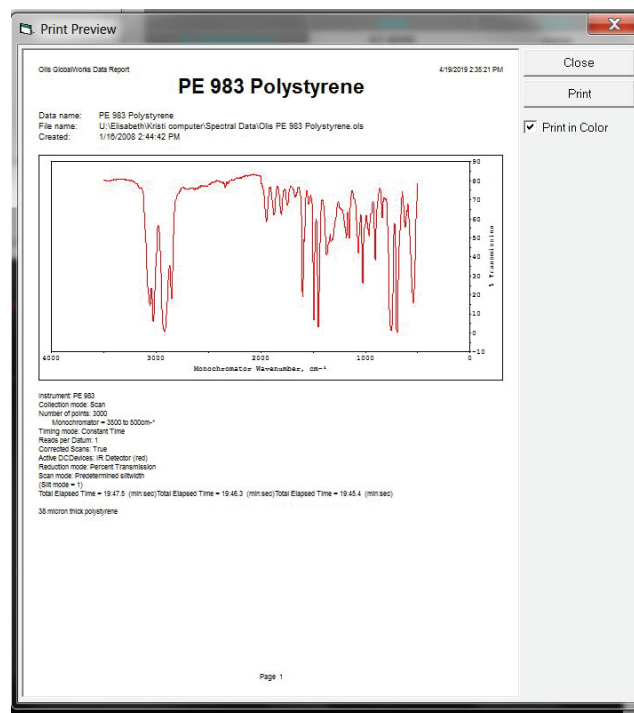 Print Preview
Olis GlobalWorks Data Report 4/19/2019 2:35:21 PM
PE 983 Polystyrene
Data name: PE 983 Polystyrene
File name: U:\Elisabeth\Kristi computer\Spectral Data\Olis PE 983 Polystyrene.ols
Created: 1/16/2008 2:44:42 PM
90
80
70
60
50
40
30
20
10
0
-10
% Transmission
4000 3000 2000 1000 0
Monochromator Wavenumber, cm-¹
Instrument: PE 983
Collection mode: Scan
Number of points: 3000
Monochromator = 3500 to 500cm-¹
Timing mode: Constant Time
Reads per Datum: 1
Corrected Scans: True
Active DCDevices: IR Detector (red)
Reduction mode: Percent Transmission
Scan mode: Predetermined slitwidth
(Slit mode = 1)
Total Elapsed Time = 19:47.5 (min:sec)Total Elapsed Time = 19:46.3 (min:sec)Total Elapsed Time = 19:45.4 (min:sec)
38 micron thick polystyrene
Page 1
Close
Print
Print in Color